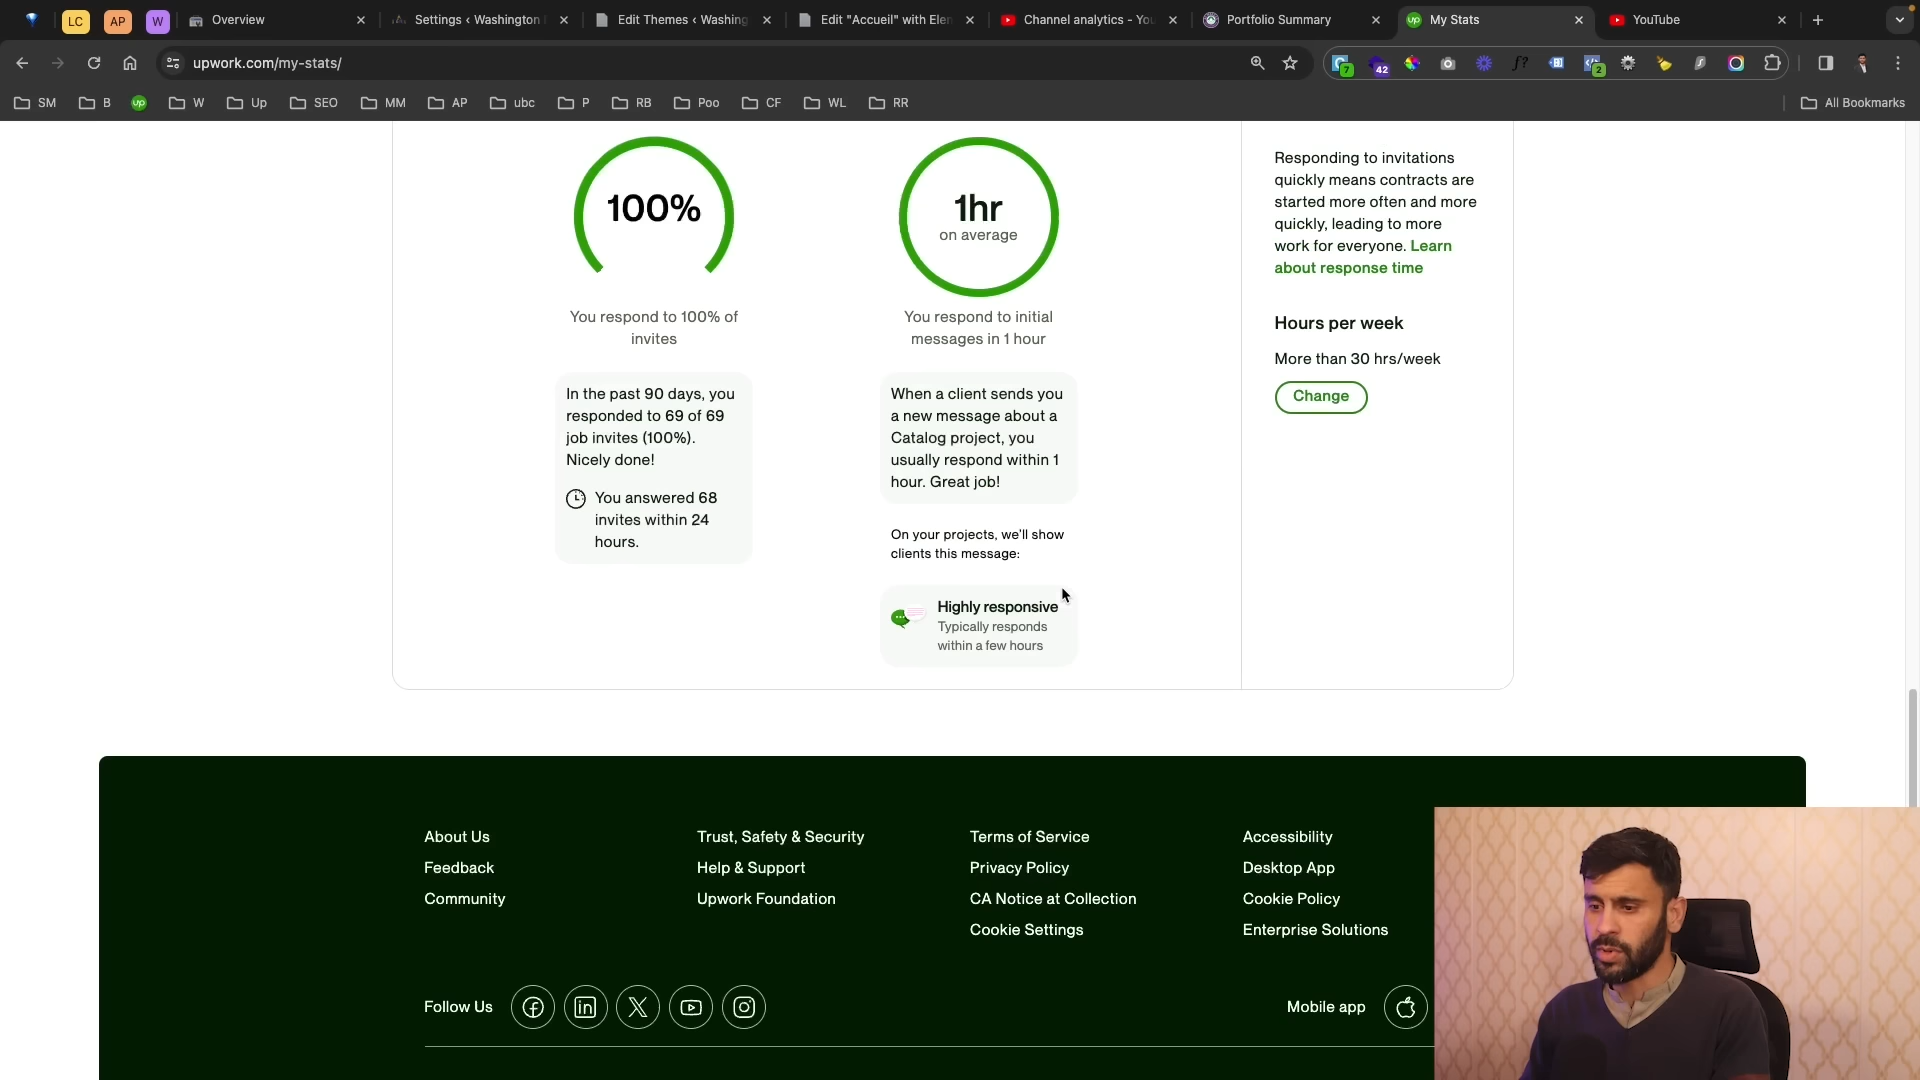 LC
AP
W
Overview
Settings ‹ Washington
Edit Themes ‹ Washing
Edit "Accueil" with Elen
Channel analytics - You
Portfolio Summary
up
My Stats
YouTube
upwork.com/my-stats/
7
42
f?
2
SM
B
up
W
Up
SEO
MM
AP
ubc
P
RB
Poo
CF
WL
RR
All Bookmarks
100%
You respond to 100% of
invites
In the past 90 days, you
responded to 69 of 69
job invites (100%).
Nicely done!
You answered 68
invites within 24
hours.
1hr
on average
You respond to initial
messages in 1 hour
When a client sends you
a new message about a
Catalog project, you
usually respond within 1
hour. Great job!
On your projects, we'll show
clients this message:
Highly responsive
Typically responds
within a few hours
Responding to invitations
quickly means contracts are
started more often and more
quickly, leading to more
work for everyone. Learn
about response time
Hours per week
More than 30 hrs/week
Change
About Us
Feedback
Community
Trust, Safety & Security
Help & Support
Upwork Foundation
Terms of Service
Privacy Policy
CA Notice at Collection
Cookie Settings
Accessibility
Desktop App
Cookie Policy
Enterprise Solutions
Follow Us
Mobile app